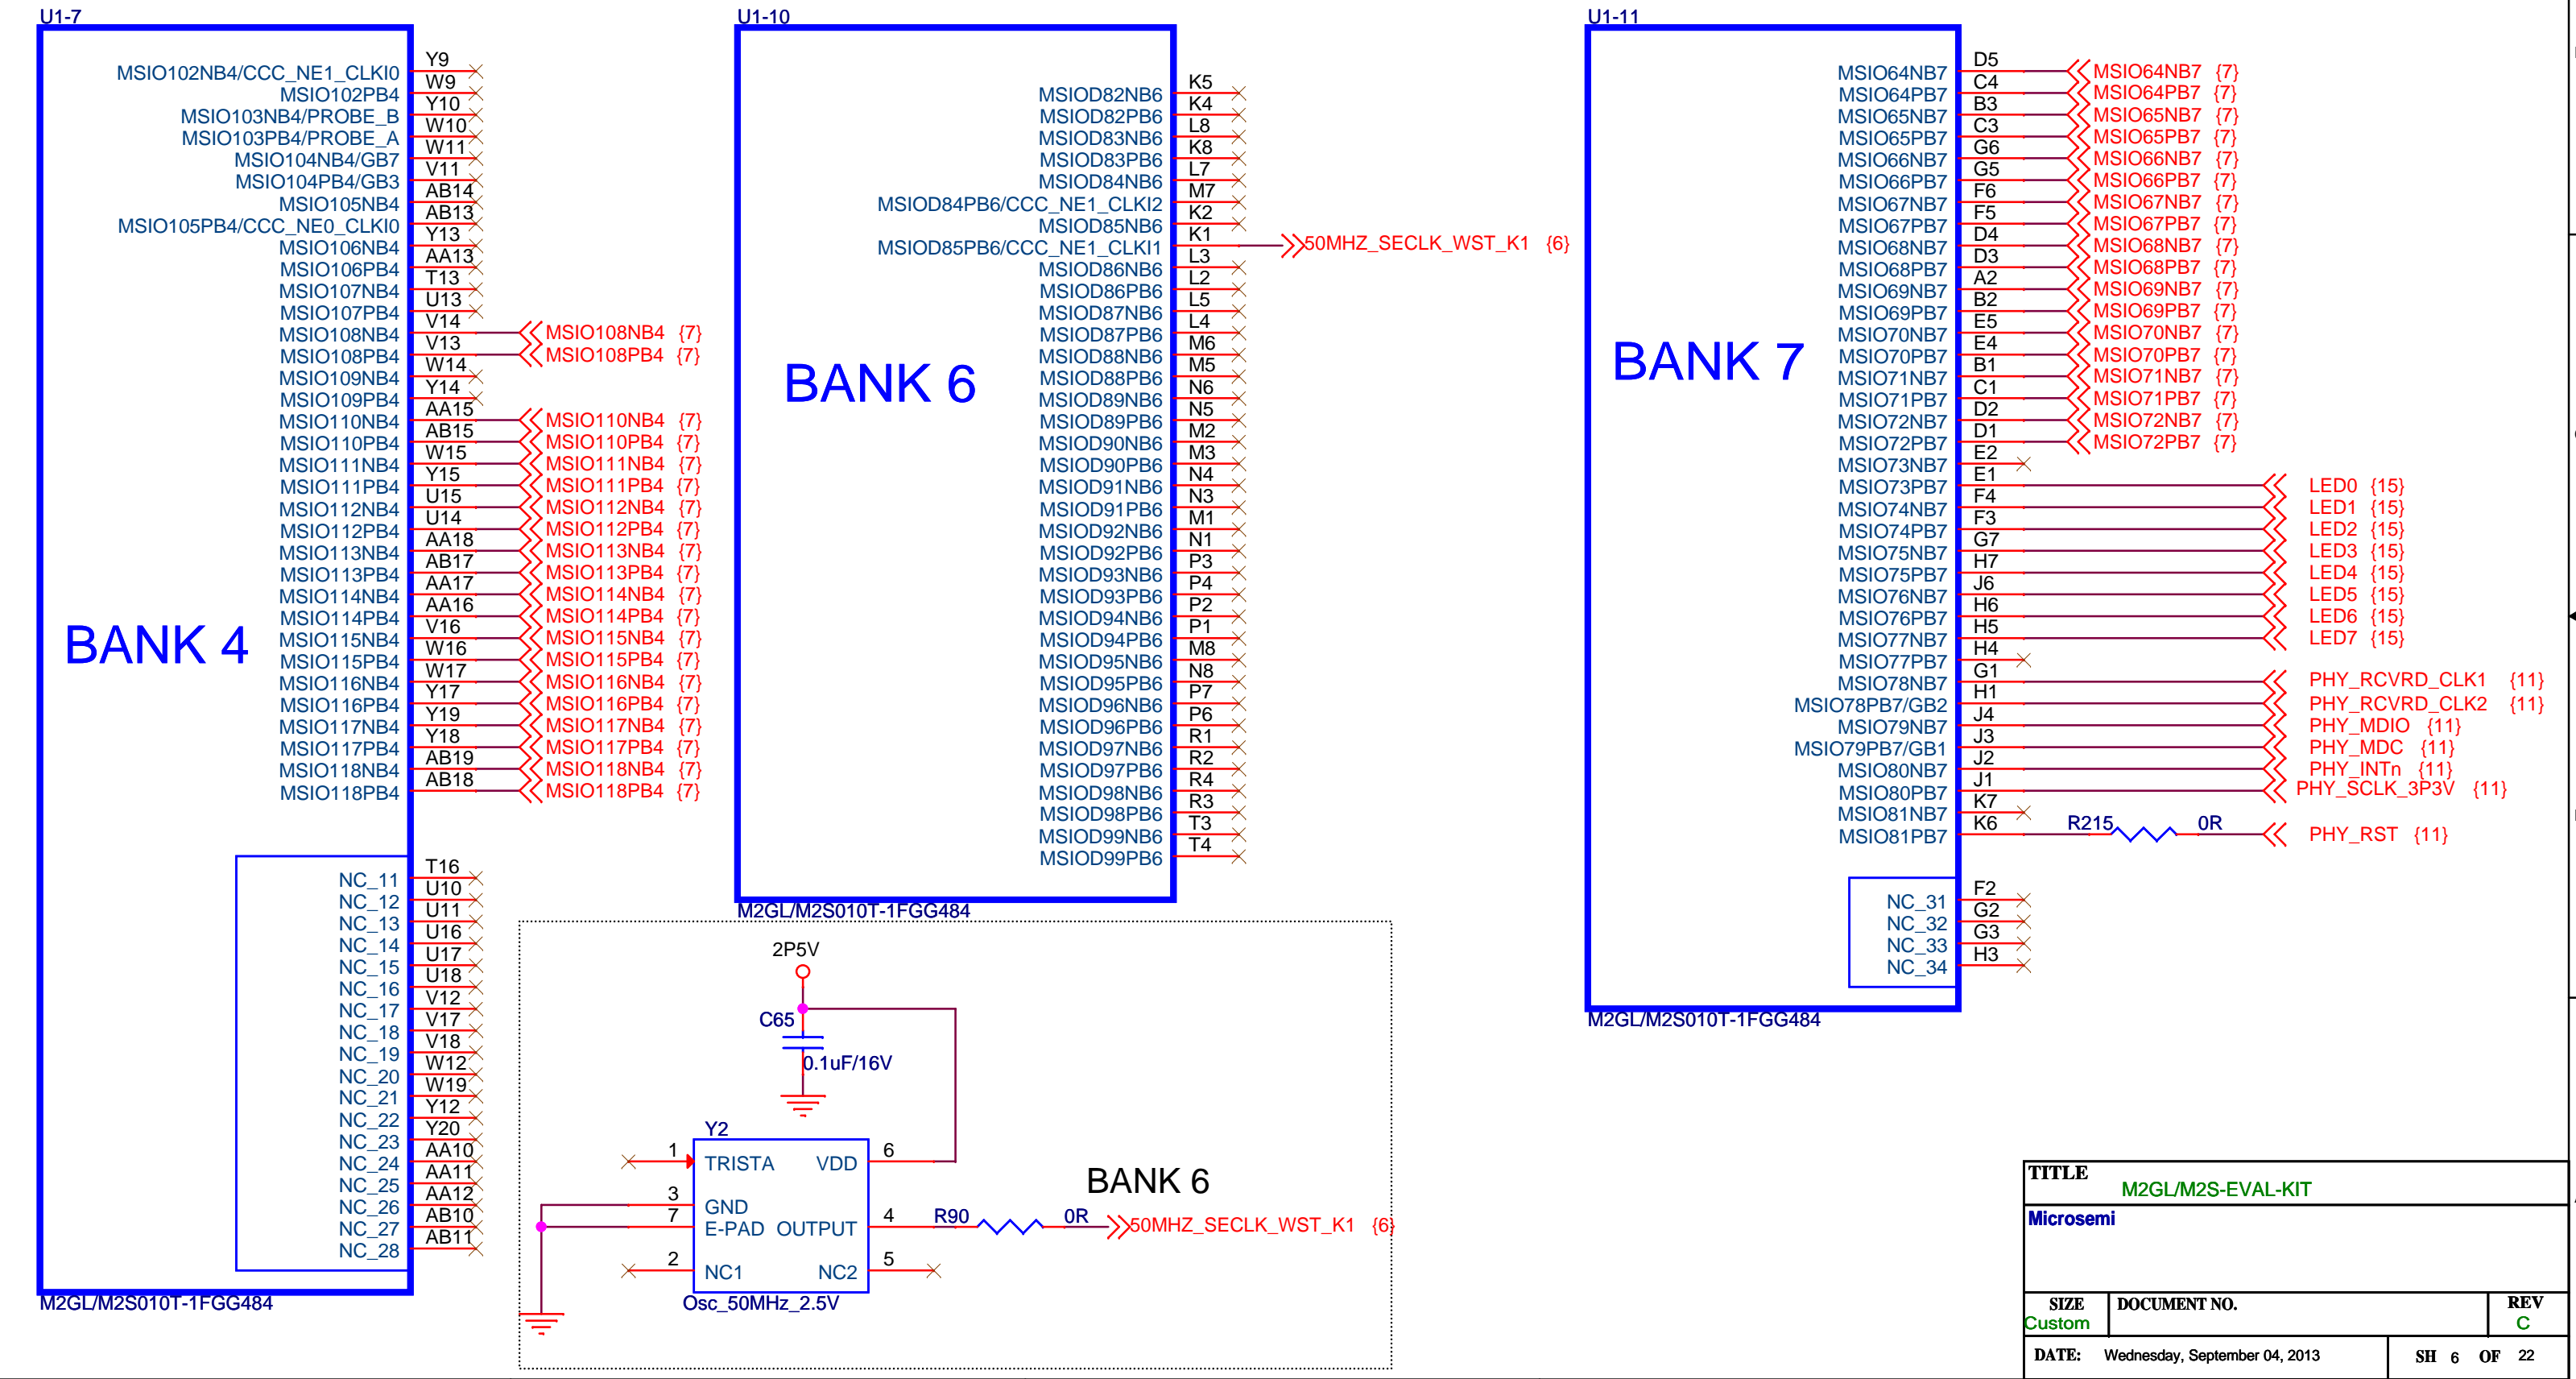 U1-7
MSIO102NB4/CCC_NE1_CLKI0 Y9
MSIO102PB4 W9
MSIO103NB4/PROBE_B Y10
MSIO103PB4/PROBE_A W10
MSIO104NB4/GB7 W11
MSIO104PB4/GB3 V11
MSIO105NB4 AB14
MSIO105PB4/CCC_NE0_CLKI0 AB13
MSIO106NB4 Y13
MSIO106PB4 AA13
MSIO107NB4 T13
MSIO107PB4 U13
MSIO108NB4 V14 MSIO108NB4 {7}
MSIO108PB4 V13 MSIO108PB4 {7}
MSIO109NB4 W14
MSIO109PB4 Y14
MSIO110NB4 AA15 MSIO110NB4 {7}
MSIO110PB4 AB15 MSIO110PB4 {7}
MSIO111NB4 W15 MSIO111NB4 {7}
MSIO111PB4 Y15 MSIO111PB4 {7}
MSIO112NB4 U15 MSIO112NB4 {7}
MSIO112PB4 U14 MSIO112PB4 {7}
MSIO113NB4 AA18 MSIO113NB4 {7}
MSIO113PB4 AB17 MSIO113PB4 {7}
MSIO114NB4 AA17 MSIO114NB4 {7}
MSIO114PB4 AA16 MSIO114PB4 {7}
MSIO115NB4 V16 MSIO115NB4 {7}
MSIO115PB4 W16 MSIO115PB4 {7}
MSIO116NB4 W17 MSIO116NB4 {7}
MSIO116PB4 Y17 MSIO116PB4 {7}
MSIO117NB4 Y19 MSIO117NB4 {7}
MSIO117PB4 Y18 MSIO117PB4 {7}
MSIO118NB4 AB19 MSIO118NB4 {7}
MSIO118PB4 AB18 MSIO118PB4 {7}
BANK 4
NC_11 T16
NC_12 U10
NC_13 U11
NC_14 U16
NC_15 U17
NC_16 U18
NC_17 V12
NC_18 V17
NC_19 V18
NC_20 W12
NC_21 W19
NC_22 Y12
NC_23 Y20
NC_24 AA10
NC_25 AA11
NC_26 AA12
NC_27 AB10
NC_28 AB11
M2GL/M2S010T-1FGG484
U1-10
MSIOD82NB6 K5
MSIOD82PB6 K4
MSIOD83NB6 L8
MSIOD83PB6 K8
MSIOD84NB6 L7
MSIOD84PB6/CCC_NE1_CLKI2 M7
MSIOD85NB6 K2
MSIOD85PB6/CCC_NE1_CLKI1 K1 50MHZ_SECLK_WST_K1 {6}
MSIOD86NB6 L3
MSIOD86PB6 L2
MSIOD87NB6 L5
MSIOD87PB6 L4
MSIOD88NB6 M6
MSIOD88PB6 M5
MSIOD89NB6 N6
MSIOD89PB6 N5
MSIOD90NB6 M2
MSIOD90PB6 M3
MSIOD91NB6 N4
MSIOD91PB6 N3
MSIOD92NB6 M1
MSIOD92PB6 N1
MSIOD93NB6 P3
MSIOD93PB6 P4
MSIOD94NB6 P2
MSIOD94PB6 P1
MSIOD95NB6 M8
MSIOD95PB6 N8
MSIOD96NB6 P7
MSIOD96PB6 P6
MSIOD97NB6 R1
MSIOD97PB6 R2
MSIOD98NB6 R4
MSIOD98PB6 R3
MSIOD99NB6 T3
MSIOD99PB6 T4
BANK 6
M2GL/M2S010T-1FGG484
2P5V
C65
0.1uF/16V
Y2
1 TRISTA VDD 6
3 GND
7 E-PAD OUTPUT 4
2 NC1 NC2 5
Osc_50MHz_2.5V
BANK 6
R90 0R 50MHZ_SECLK_WST_K1 {6}
U1-11
MSIO64NB7 D5 MSIO64NB7 {7}
MSIO64PB7 C4 MSIO64PB7 {7}
MSIO65NB7 B3 MSIO65NB7 {7}
MSIO65PB7 C3 MSIO65PB7 {7}
MSIO66NB7 G6 MSIO66NB7 {7}
MSIO66PB7 G5 MSIO66PB7 {7}
MSIO67NB7 F6 MSIO67NB7 {7}
MSIO67PB7 F5 MSIO67PB7 {7}
MSIO68NB7 D4 MSIO68NB7 {7}
MSIO68PB7 D3 MSIO68PB7 {7}
MSIO69NB7 A2 MSIO69NB7 {7}
MSIO69PB7 B2 MSIO69PB7 {7}
MSIO70NB7 E5 MSIO70NB7 {7}
MSIO70PB7 E4 MSIO70PB7 {7}
MSIO71NB7 B1 MSIO71NB7 {7}
MSIO71PB7 C1 MSIO71PB7 {7}
MSIO72NB7 D2 MSIO72NB7 {7}
MSIO72PB7 D1 MSIO72PB7 {7}
MSIO73NB7 E2
MSIO73PB7 E1 LED0 {15}
MSIO74NB7 F4 LED1 {15}
MSIO74PB7 F3 LED2 {15}
MSIO75NB7 G7 LED3 {15}
MSIO75PB7 H7 LED4 {15}
MSIO76NB7 J6 LED5 {15}
MSIO76PB7 H6 LED6 {15}
MSIO77NB7 H5 LED7 {15}
MSIO77PB7 H4
MSIO78NB7 G1 PHY_RCVRD_CLK1 {11}
MSIO78PB7/GB2 H1 PHY_RCVRD_CLK2 {11}
MSIO79NB7 J4 PHY_MDIO {11}
MSIO79PB7/GB1 J3 PHY_MDC {11}
MSIO80NB7 J2 PHY_INTn {11}
MSIO80PB7 J1 PHY_SCLK_3P3V {11}
MSIO81NB7 K7
MSIO81PB7 K6 R215 0R PHY_RST {11}
BANK 7
NC_31 F2
NC_32 G2
NC_33 G3
NC_34 H3
M2GL/M2S010T-1FGG484
TITLE
M2GL/M2S-EVAL-KIT
Microsemi
SIZE DOCUMENT NO. REV
Custom C
DATE: Wednesday, September 04, 2013 SH 6 OF 22